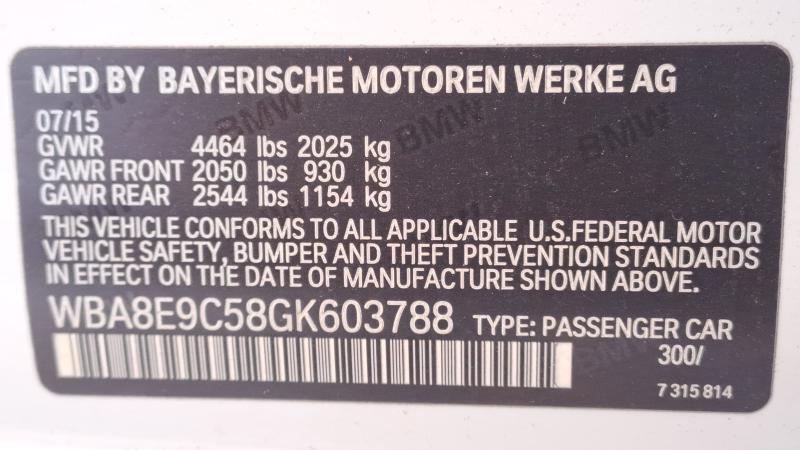 MFD BY BAYERISCHE MOTOREN WERKE AG
07/15
GVWR 4464 lbs 2025 kg
GAWR FRONT 2050 lbs 930 kg
GAWR REAR 2544 lbs 1154 kg
THIS VEHICLE CONFORMS TO ALL APPLICABLE U.S.FEDERAL MOTOR
VEHICLE SAFETY, BUMPER AND THEFT PREVENTION STANDARDS
IN EFFECT ON THE DATE OF MANUFACTURE SHOWN ABOVE.
WBA8E9C58GK603788 TYPE: PASSENGER CAR
300/
7 315 814